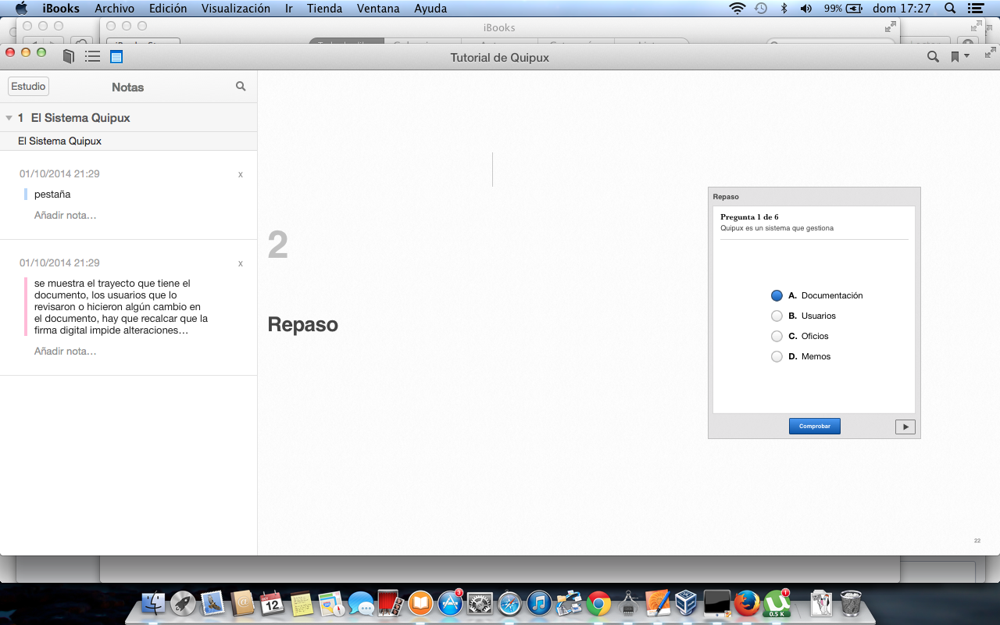 iBooks Archivo Edición Visualización Ir Tienda Ventana Ayuda 99% dom 17:27
iBooks
Tutorial de Quipux
Estudio Notas
1 El Sistema Quipux
El Sistema Quipux
01/10/2014 21:29 x
pestaña
Añadir nota...
01/10/2014 21:29 x
se muestra el trayecto que tiene el
documento, los usuarios que lo
revisaron o hicieron algún cambio en
el documento, hay que recalcar que la
firma digital impide alteraciones...
Añadir nota...
2
Repaso
Repaso
Pregunta 1 de 6
Quipux es un sistema que gestiona
A. Documentación
B. Usuarios
C. Oficios
D. Memos
Comprobar
22
OCT
12
3
1
0.5 K